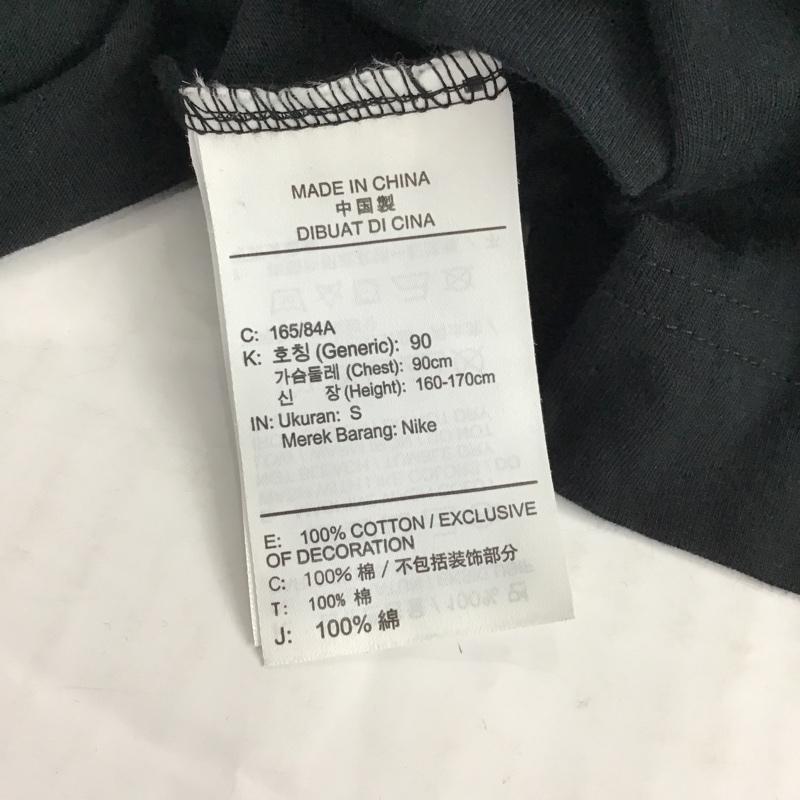 MADE IN CHINA
中国製
DIBUAT DI CINA
C: 165/84A
K: 호칭 (Generic): 90
가슴둘레 (Chest): 90cm
신 장 (Height): 160-170cm
IN: Ukuran: S
Merek Barang: Nike
E: 100% COTTON / EXCLUSIVE
OF DECORATION
C: 100% 棉 / 不包括装饰部分
T: 100% 棉
J: 100% 綿